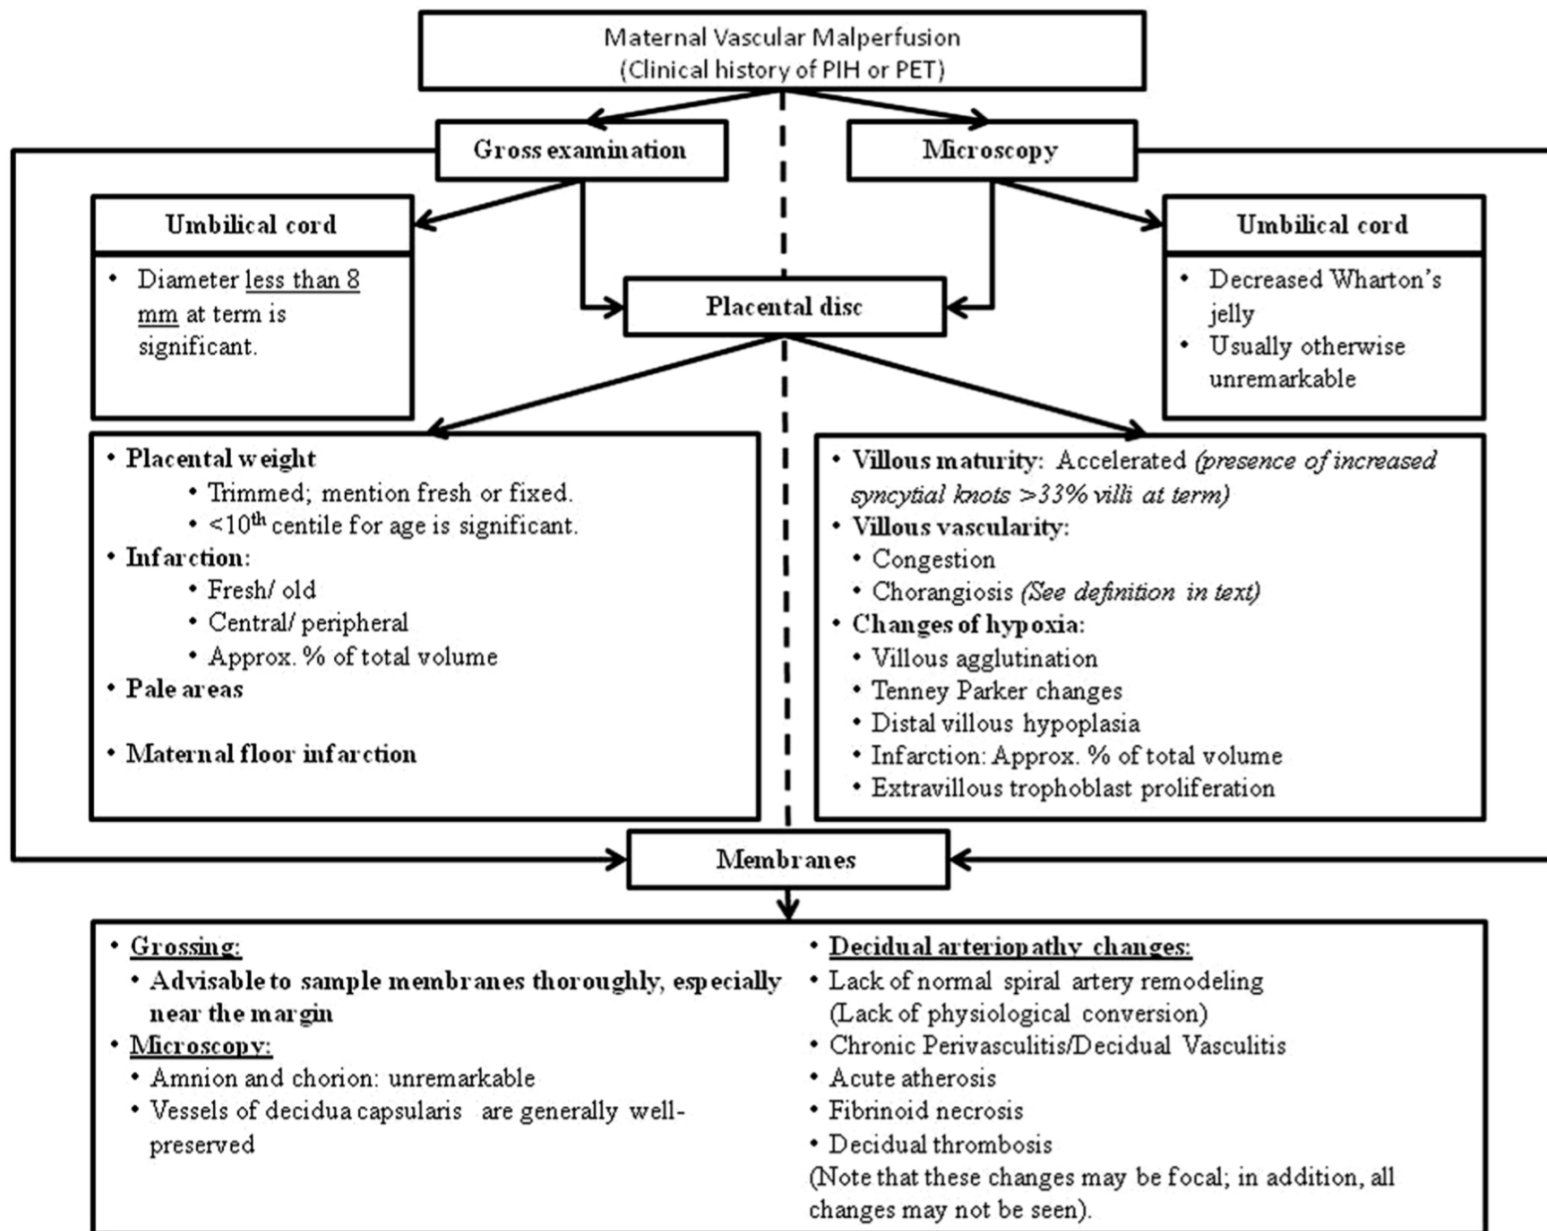 Maternal Vascular Malperfusion
(Clinical history of PIH or PET)
Gross examination
Microscopy
Umbilical cord
• Diameter less than 8
mm at term is
significant.
Umbilical cord
• Decreased Wharton’s
jelly
• Usually otherwise
unremarkable
Placental disc
• Placental weight
• Trimmed; mention fresh or fixed.
• <10th centile for age is significant.
• Infarction:
• Fresh/ old
• Central/ peripheral
• Approx. % of total volume
• Pale areas
• Maternal floor infarction
• Villous maturity: Accelerated (presence of increased
syncytial knots >33% villi at term)
• Villous vascularity:
• Congestion
• Chorangiosis (See definition in text)
• Changes of hypoxia:
• Villous agglutination
• Tenney Parker changes
• Distal villous hypoplasia
• Infarction: Approx. % of total volume
• Extravillous trophoblast proliferation
Membranes
• Grossing:
• Advisable to sample membranes thoroughly, especially
near the margin
• Microscopy:
• Amnion and chorion: unremarkable
• Vessels of decidua capsularis are generally well-
preserved
• Decidual arteriopathy changes:
• Lack of normal spiral artery remodeling
(Lack of physiological conversion)
• Chronic Perivasculitis/Decidual Vasculitis
• Acute atherosis
• Fibrinoid necrosis
• Decidual thrombosis
(Note that these changes may be focal; in addition, all
changes may not be seen).